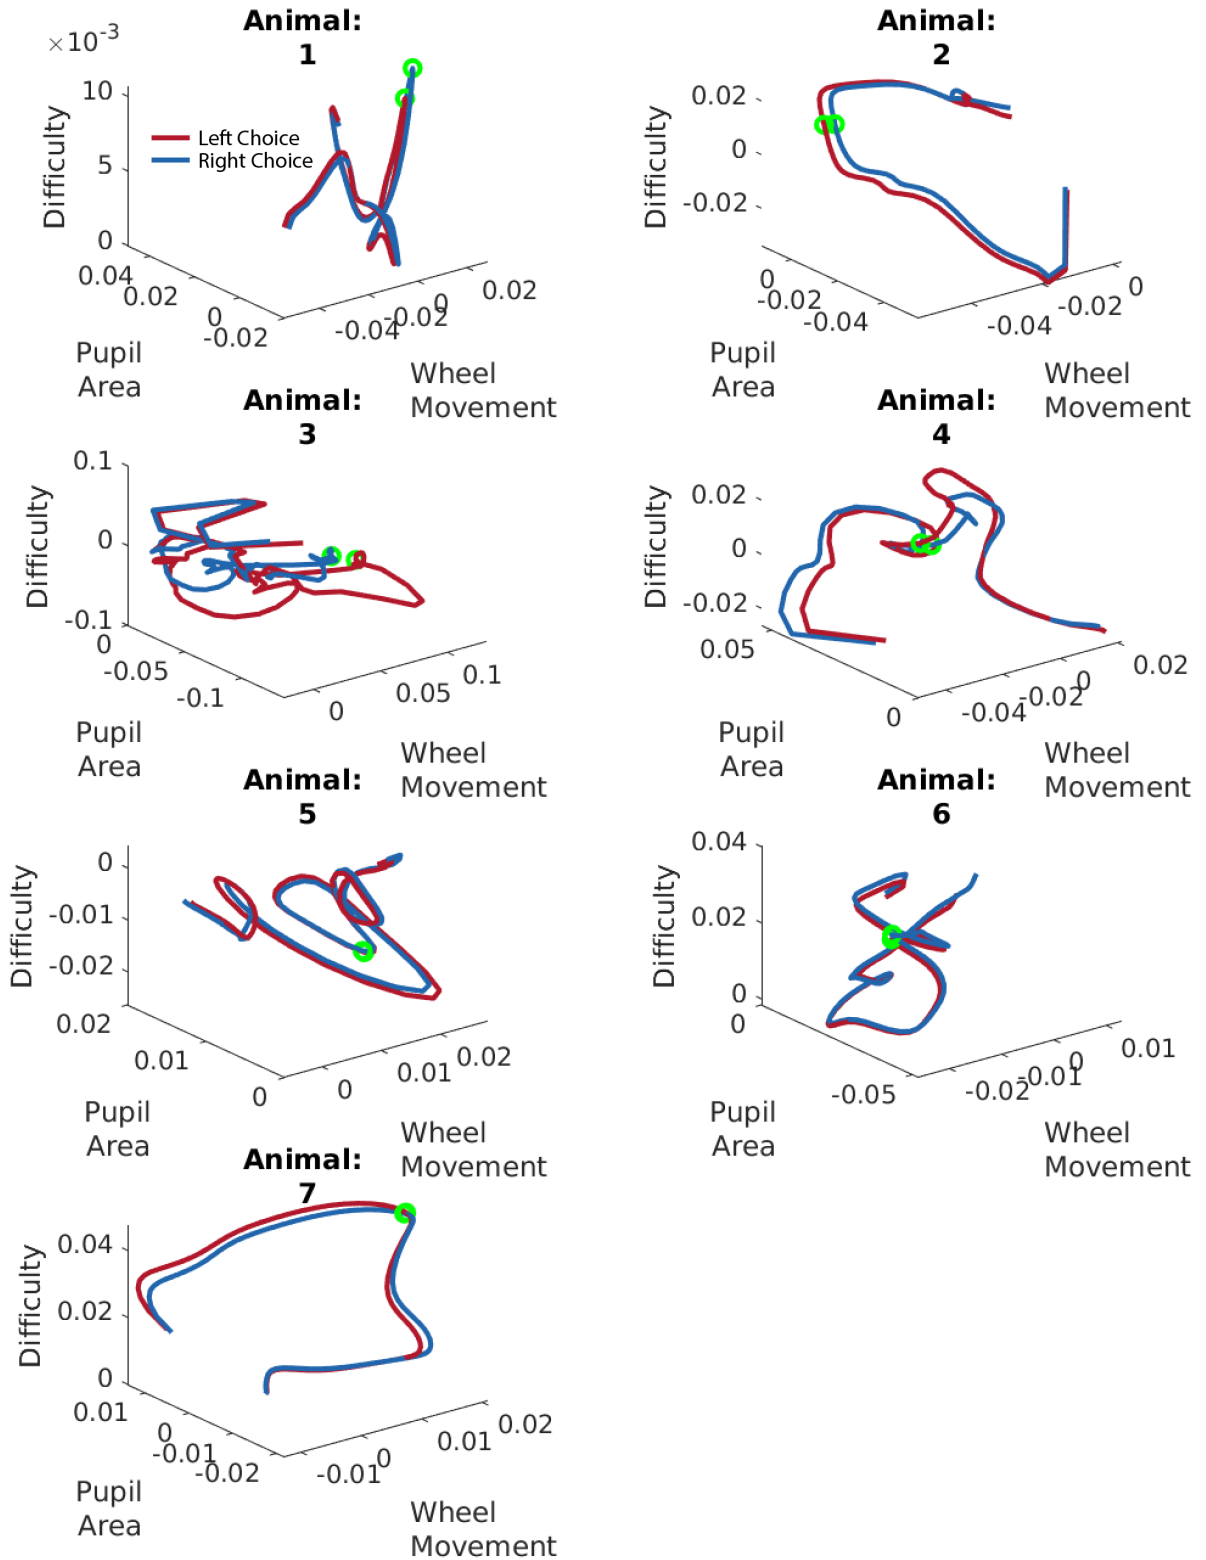 Animal:
1
×10-3
10
5
0
Difficulty
Left Choice
Right Choice
0.04
0.02
0
-0.02
-0.04
-0.02
0
0.02
Pupil
Area
Wheel
Movement
Animal:
2
0.02
0
-0.02
Difficulty
0
-0.02
-0.04
-0.04
-0.02
0
Pupil
Area
Wheel
Movement
Animal:
3
0.1
0
-0.1
Difficulty
0
-0.05
-0.1
0
0.05
0.1
Pupil
Area
Wheel
Movement
Animal:
4
0.02
0
-0.02
Difficulty
0.05
0
-0.04
-0.02
0
0.02
Pupil
Area
Wheel
Movement
Animal:
5
0
-0.01
-0.02
Difficulty
0.02
0.01
0
0
0.01
0.02
Pupil
Area
Wheel
Movement
Animal:
6
0.04
0.02
0
Difficulty
0
-0.05
-0.02
-0.01
0
0.01
Pupil
Area
Wheel
Movement
Animal:
7
0.04
0.02
0
Difficulty
0.01
0
-0.01
-0.02
-0.01
0
0.01
0.02
Pupil
Area
Wheel
Movement